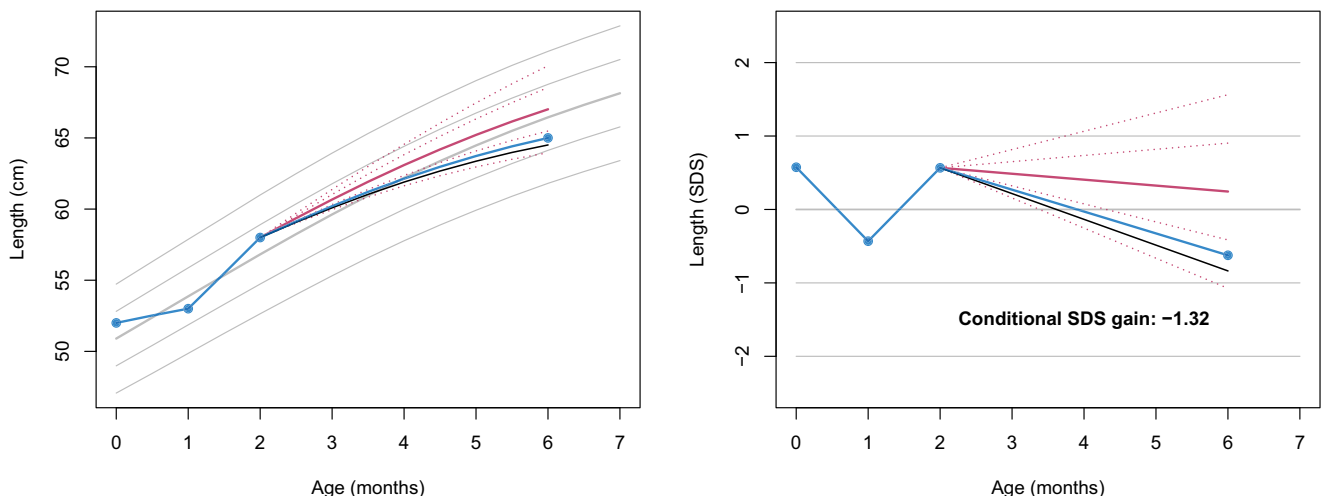 Length (cm)
70
65
60
55
50
0 1 2 3 4 5 6 7
Age (months)
Length (SDS)
2
1
0
−1
−2
Conditional SDS gain: −1.32
0 1 2 3 4 5 6 7
Age (months)